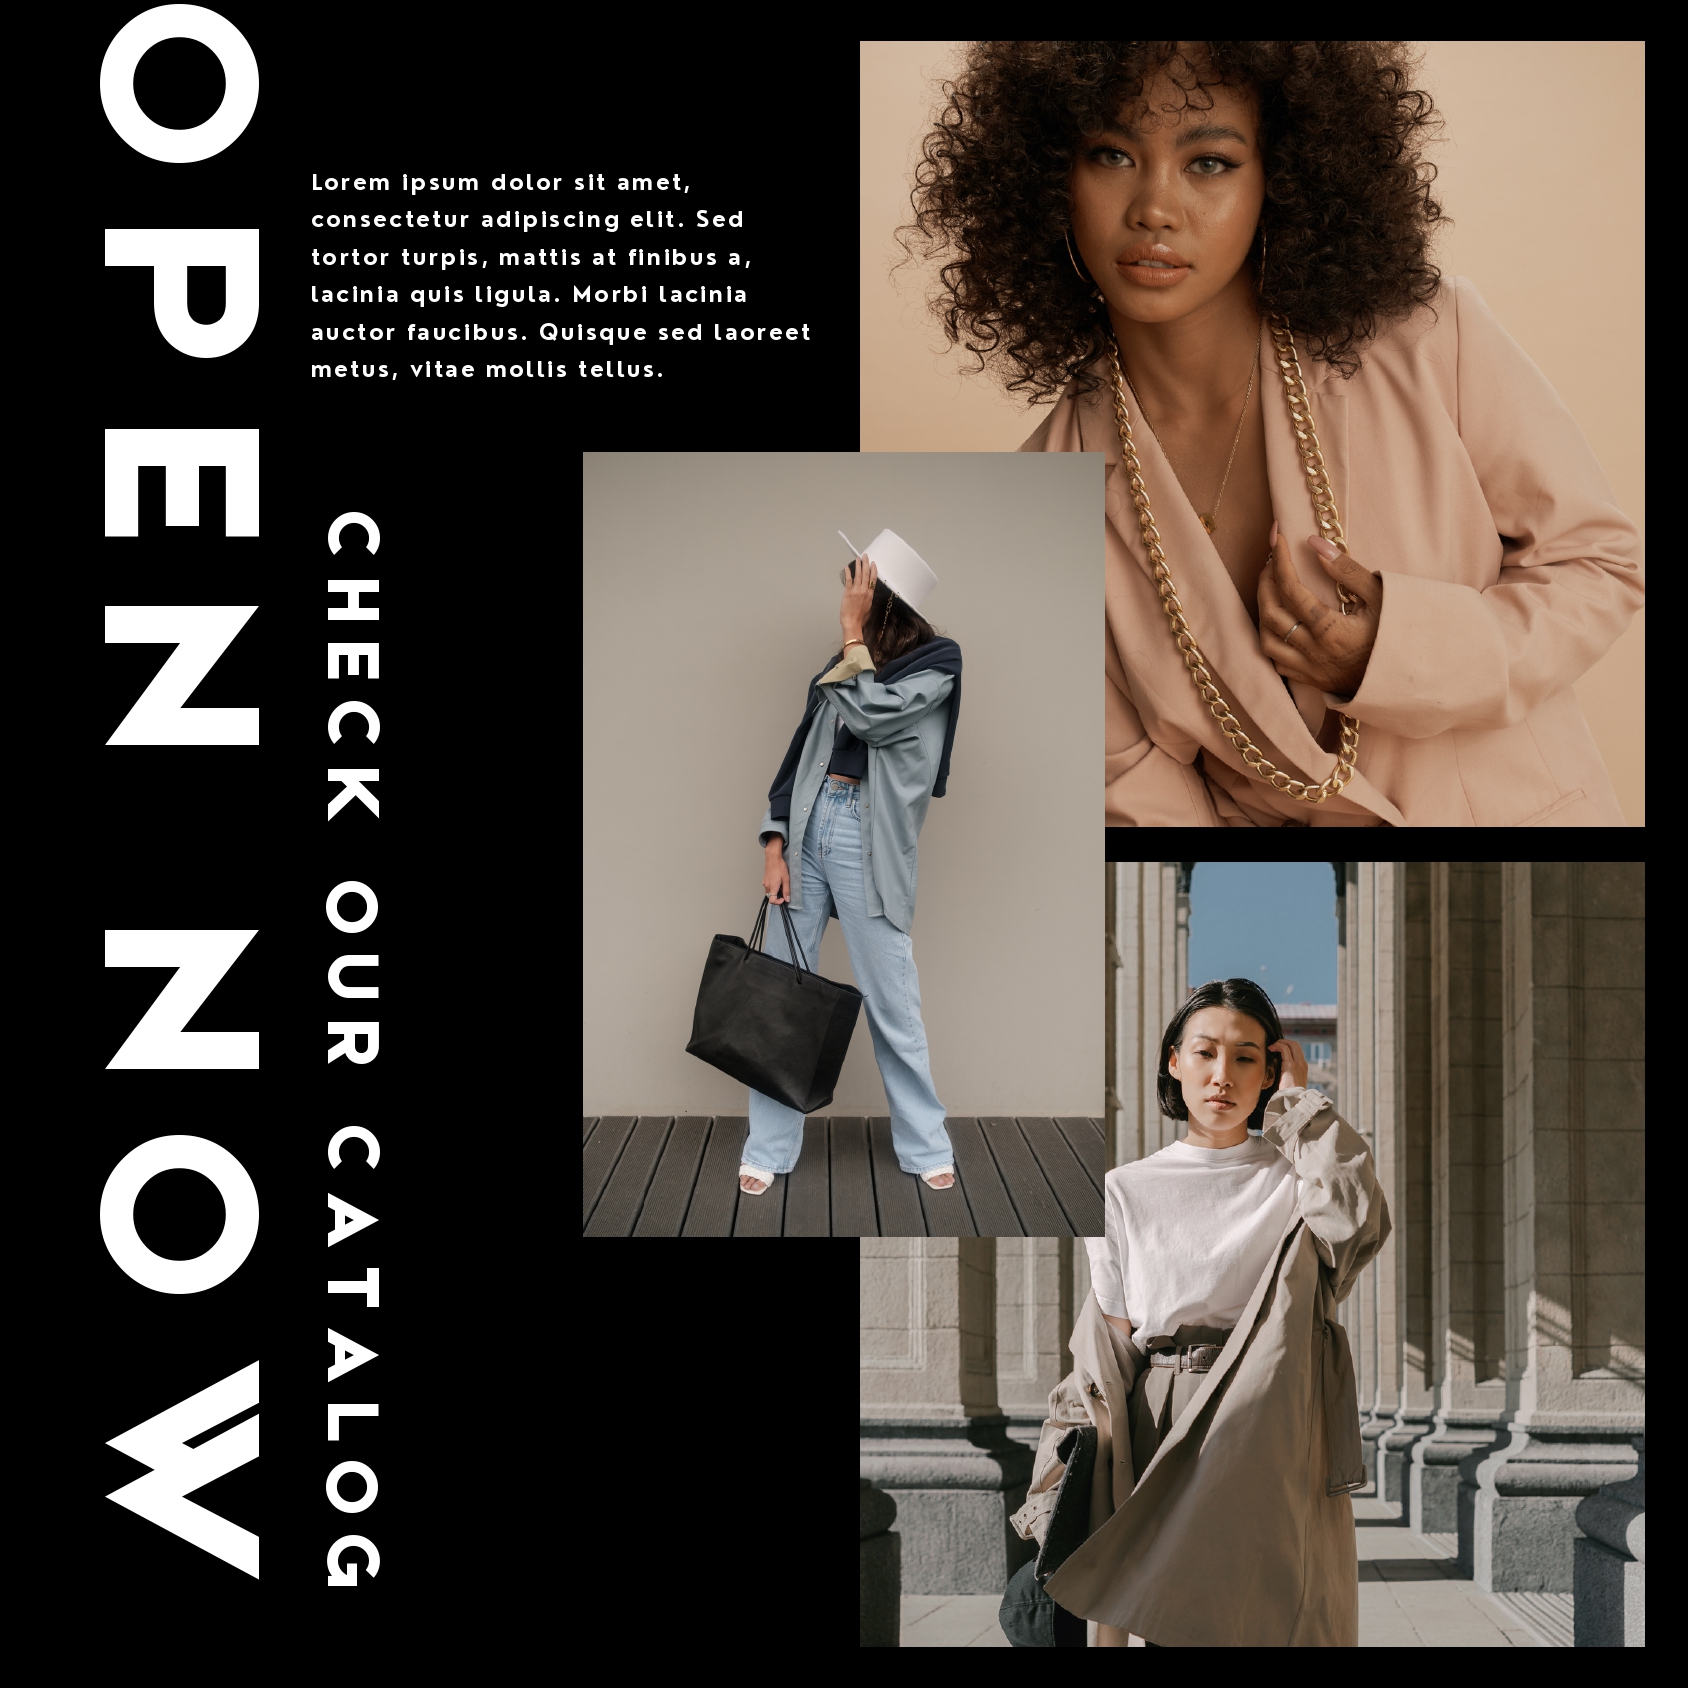 OPEN NOW
Lorem ipsum dolor sit amet,
consectetur adipiscing elit. Sed
tortor turpis, mattis at finibus a,
lacinia quis ligula. Morbi lacinia
auctor faucibus. Quisque sed laoreet
metus, vitae mollis tellus.
CHECK OUR CATALOG